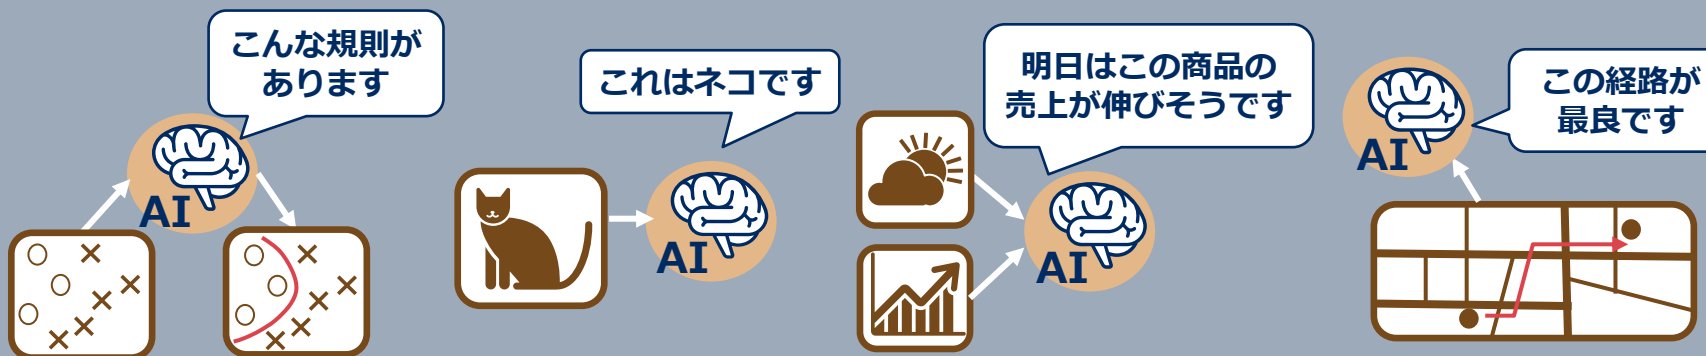 こんな規則が
あります
AI
これはネコです
AI
明日はこの商品の
売上が伸びそうです
AI
この経路が
最良です
AI